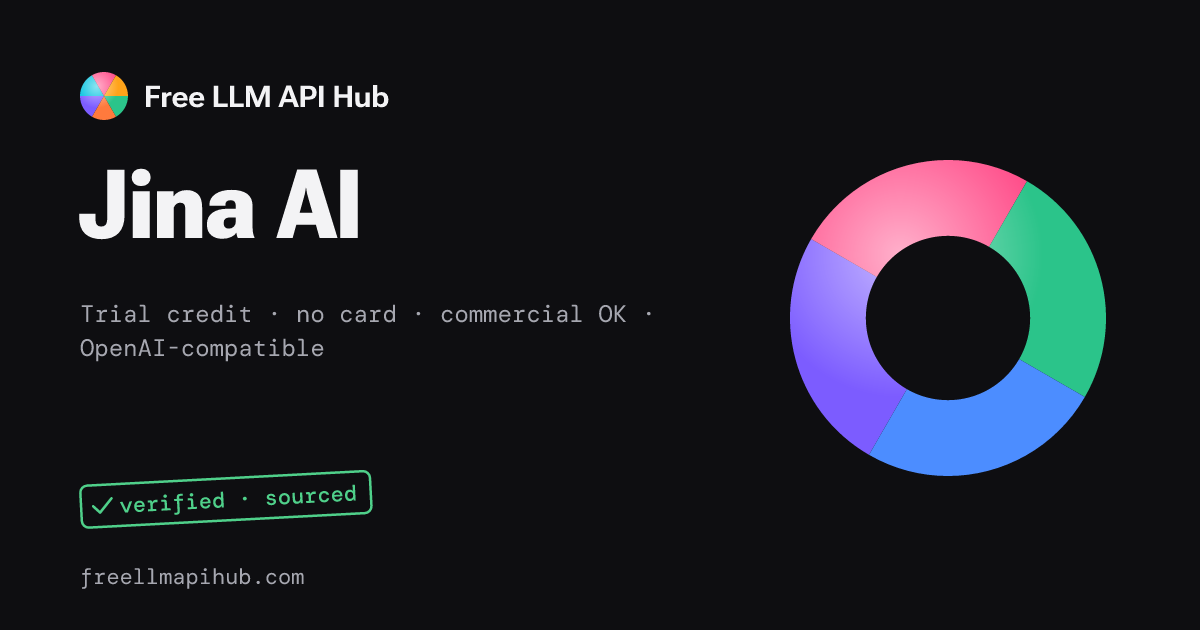 Free LLM API Hub
Jina AI
Trial credit · no card · commercial OK ·
OpenAI-compatible
✓ verified · sourced
freellmapihub.com